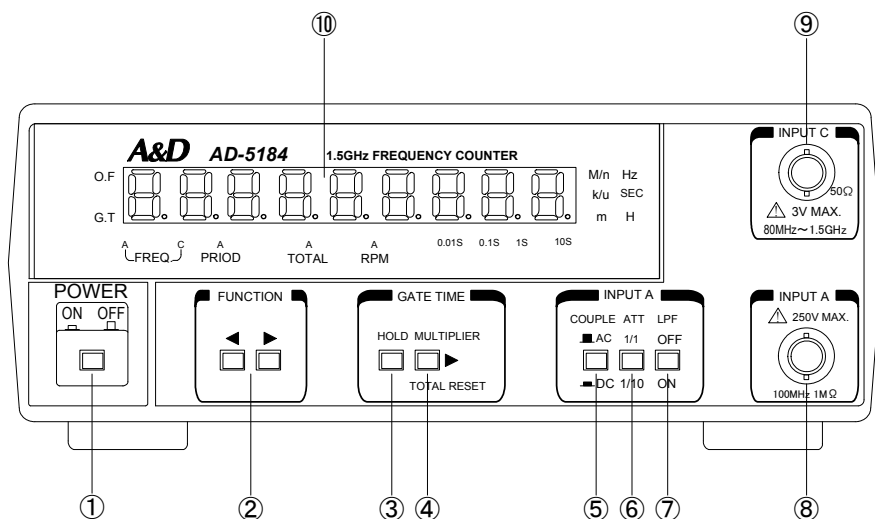 ⑩ ⑨
A&D AD-5184 1.5GHz FREQUENCY COUNTER
O.F
G.T
M/n Hz
k/u SEC
m H
A C A A A
FREQ. PRIOD TOTAL RPM
0.01S 0.1S 1S 10S
INPUT C
50Ω
3V MAX.
80MHz～1.5GHz
POWER
ON OFF
FUNCTION
◀ ▶
GATE TIME
HOLD MULTIPLIER
▶
TOTAL RESET
INPUT A
COUPLE ATT LPF
AC 1/1 OFF
DC 1/10 ON
INPUT A
250V MAX.
100MHz 1MΩ
① ② ③ ④ ⑤ ⑥ ⑦ ⑧